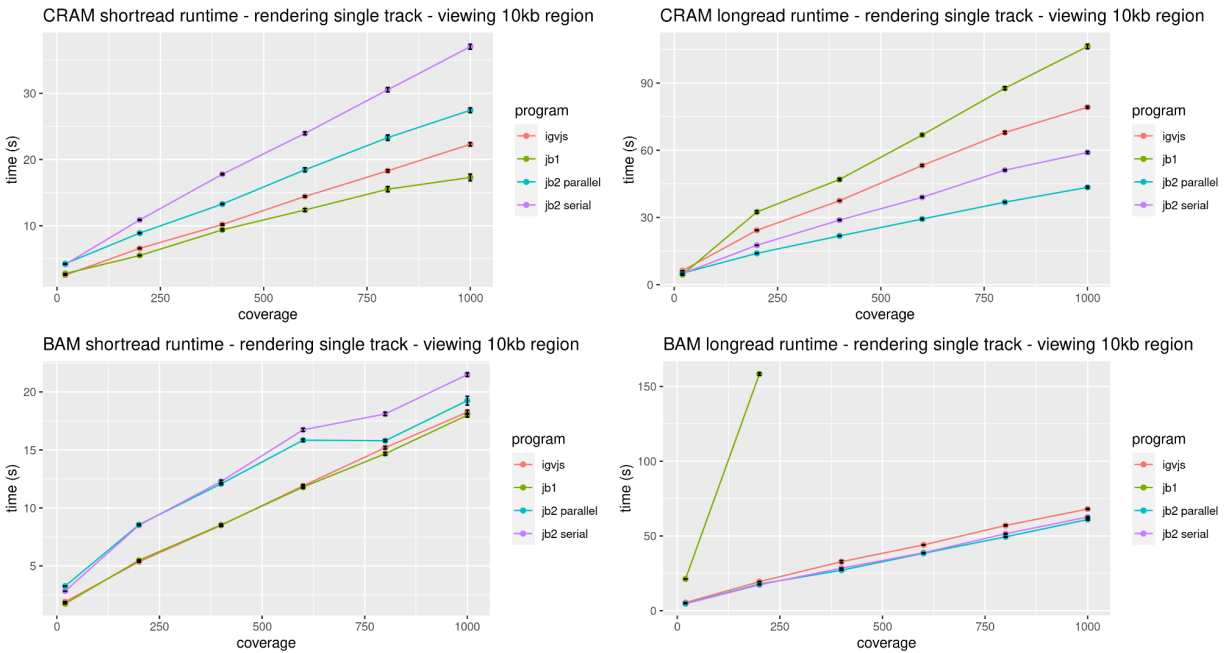 CRAM shortread runtime - rendering single track - viewing 10kb region
time (s)
30
20
10
0
250
500
750
1000
coverage
program
igvjs
jb1
jb2 parallel
jb2 serial
CRAM longread runtime - rendering single track - viewing 10kb region
time (s)
90
60
30
0
0
250
500
750
1000
coverage
program
igvjs
jb1
jb2 parallel
jb2 serial
BAM shortread runtime - rendering single track - viewing 10kb region
time (s)
20
15
10
5
0
250
500
750
1000
coverage
program
igvjs
jb1
jb2 parallel
jb2 serial
BAM longread runtime - rendering single track - viewing 10kb region
time (s)
150
100
50
0
0
250
500
750
1000
coverage
program
igvjs
jb1
jb2 parallel
jb2 serial